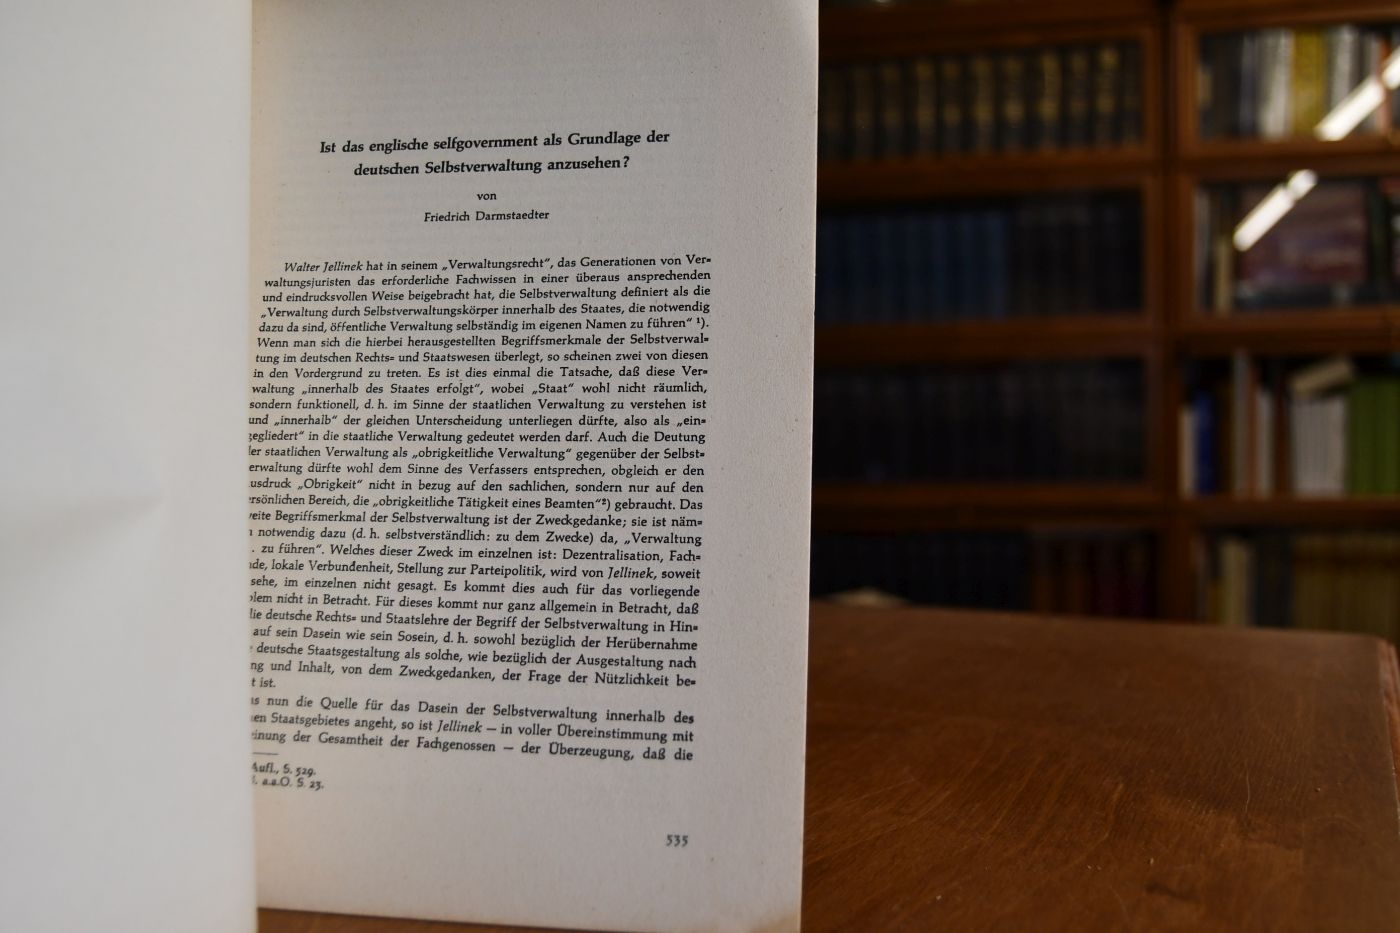 Ist das englische selfgovernment als Grundlage der
deutschen Selbstverwaltung anzusehen?
von
Friedrich Darmstaedter
Walter Jellinek hat in seinem „Verwaltungsrecht“, das Generationen von Ver=
waltungsjuristen das erforderliche Fachwissen in einer überaus ansprechenden
und eindrucksvollen Weise beigebracht hat, die Selbstverwaltung definiert als die
„Verwaltung durch Selbstverwaltungskörper innerhalb des Staates, die notwendig
dazu da sind, öffentliche Verwaltung selbständig im eigenen Namen zu führen“ ¹).
Wenn man sich die hierbei herausgestellten Begriffsmerkmale der Selbstverwal=
tung im deutschen Rechts= und Staatswesen überlegt, so scheinen zwei von diesen
in den Vordergrund zu treten. Es ist dies einmal die Tatsache, daß diese Ver=
waltung „innerhalb des Staates erfolgt“, wobei „Staat“ wohl nicht räumlich,
sondern funktionell, d. h. im Sinne der staatlichen Verwaltung zu verstehen ist
und „innerhalb“ der gleichen Unterscheidung unterliegen dürfte, also als „ein=
gegliedert“ in die staatliche Verwaltung gedeutet werden darf. Auch die Deutung
der staatlichen Verwaltung als „obrigkeitliche Verwaltung“ gegenüber der Selbst=
erwaltung dürfte wohl dem Sinne des Verfassers entsprechen, obgleich er den
usdruck „Obrigkeit“ nicht in bezug auf den sachlichen, sondern nur auf den
rsönlichen Bereich, die „obrigkeitliche Tätigkeit eines Beamten“²) gebraucht. Das
eite Begriffsmerkmal der Selbstverwaltung ist der Zweckgedanke; sie ist näm=
notwendig dazu (d. h. selbstverständlich: zu dem Zwecke) da, „Verwaltung
. zu führen“. Welches dieser Zweck im einzelnen ist: Dezentralisation, Fach=
de, lokale Verbundenheit, Stellung zur Parteipolitik, wird von Jellinek, soweit
sehe, im einzelnen nicht gesagt. Es kommt dies auch für das vorliegende
lem nicht in Betracht. Für dieses kommt nur ganz allgemein in Betracht, daß
die deutsche Rechts= und Staatslehre der Begriff der Selbstverwaltung in Hin=
auf sein Dasein wie sein Sosein, d. h. sowohl bezüglich der Herübernahme
deutsche Staatsgestaltung als solche, wie bezüglich der Ausgestaltung nach
ng und Inhalt, von dem Zweckgedanken, der Frage der Nützlichkeit be=
t ist.
s nun die Quelle für das Dasein der Selbstverwaltung innerhalb des
en Staatsgebietes angeht, so ist Jellinek — in voller Übereinstimmung mit
einung der Gesamtheit der Fachgenossen — der Überzeugung, daß die
Aufl., S. 529.
a.a.O. S. 23.
535